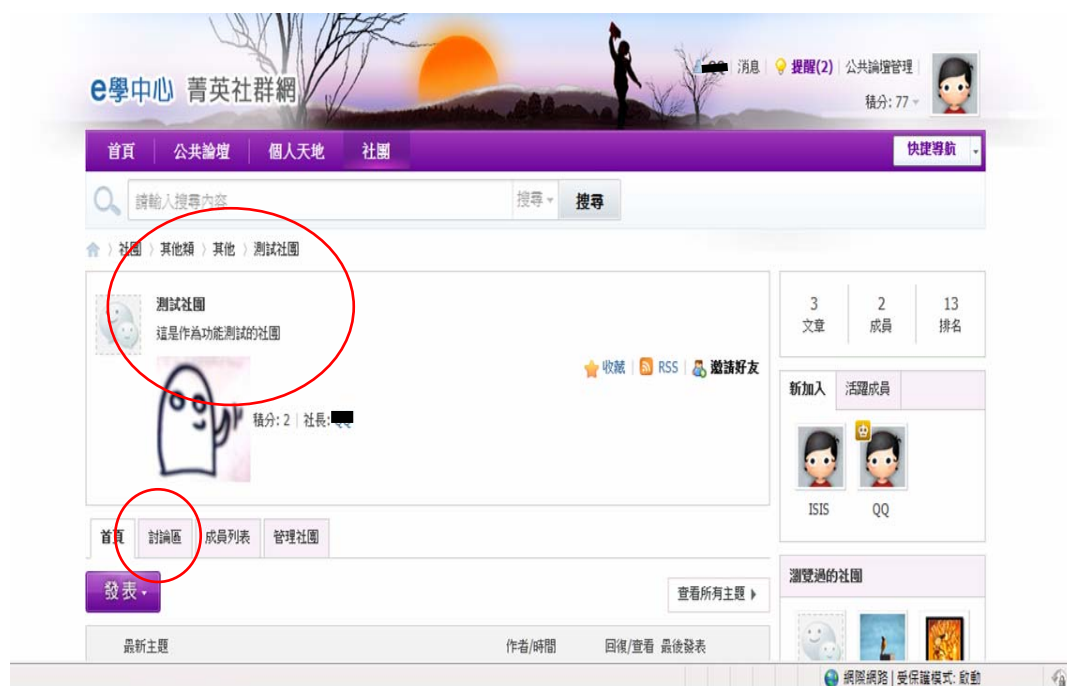 消息 提醒(2) 公共論壇管理
e學中心 菁英社群網
積分: 77
首頁 公共論壇 個人天地 社團 快捷導航
請輸入搜尋內容 搜尋 搜尋
社團 〉 其他類 〉 其他 〉 測試社團
測試社團
這是作為功能測試的社團
3 2 13
文章 成員 排名
收藏 RSS 邀請好友
新加入 活躍成員
積分: 2 社長:
ISIS QQ
首頁 討論區 成員列表 管理社團
瀏覽過的社團
發表
查看所有主題
最新主題 作者/時間 回復/查看 最後發表
網際網路 | 受保護模式: 啟動